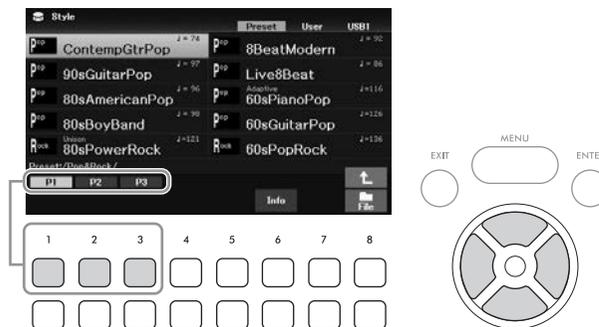 Style
Preset User USB1
Pop ContempGtrPop ♩= 74 Pop 8BeatModern ♩= 92
Pop 90sGuitarPop ♩= 97 Pop Live8Beat ♩= 86
Pop 80sAmericanPop ♩= 96 Pop Adaptive 60sPianoPop ♩=116
Pop 80sBoyBand ♩= 98 Pop 60sGuitarPop ♩=126
Rock Unison 80sPowerRock ♩=121 Rock 60sPopRock ♩=136
Preset:/Pop&Rock/
P1 P2 P3
Info File
EXIT MENU ENTE
1 2 3 4 5 6 7 8